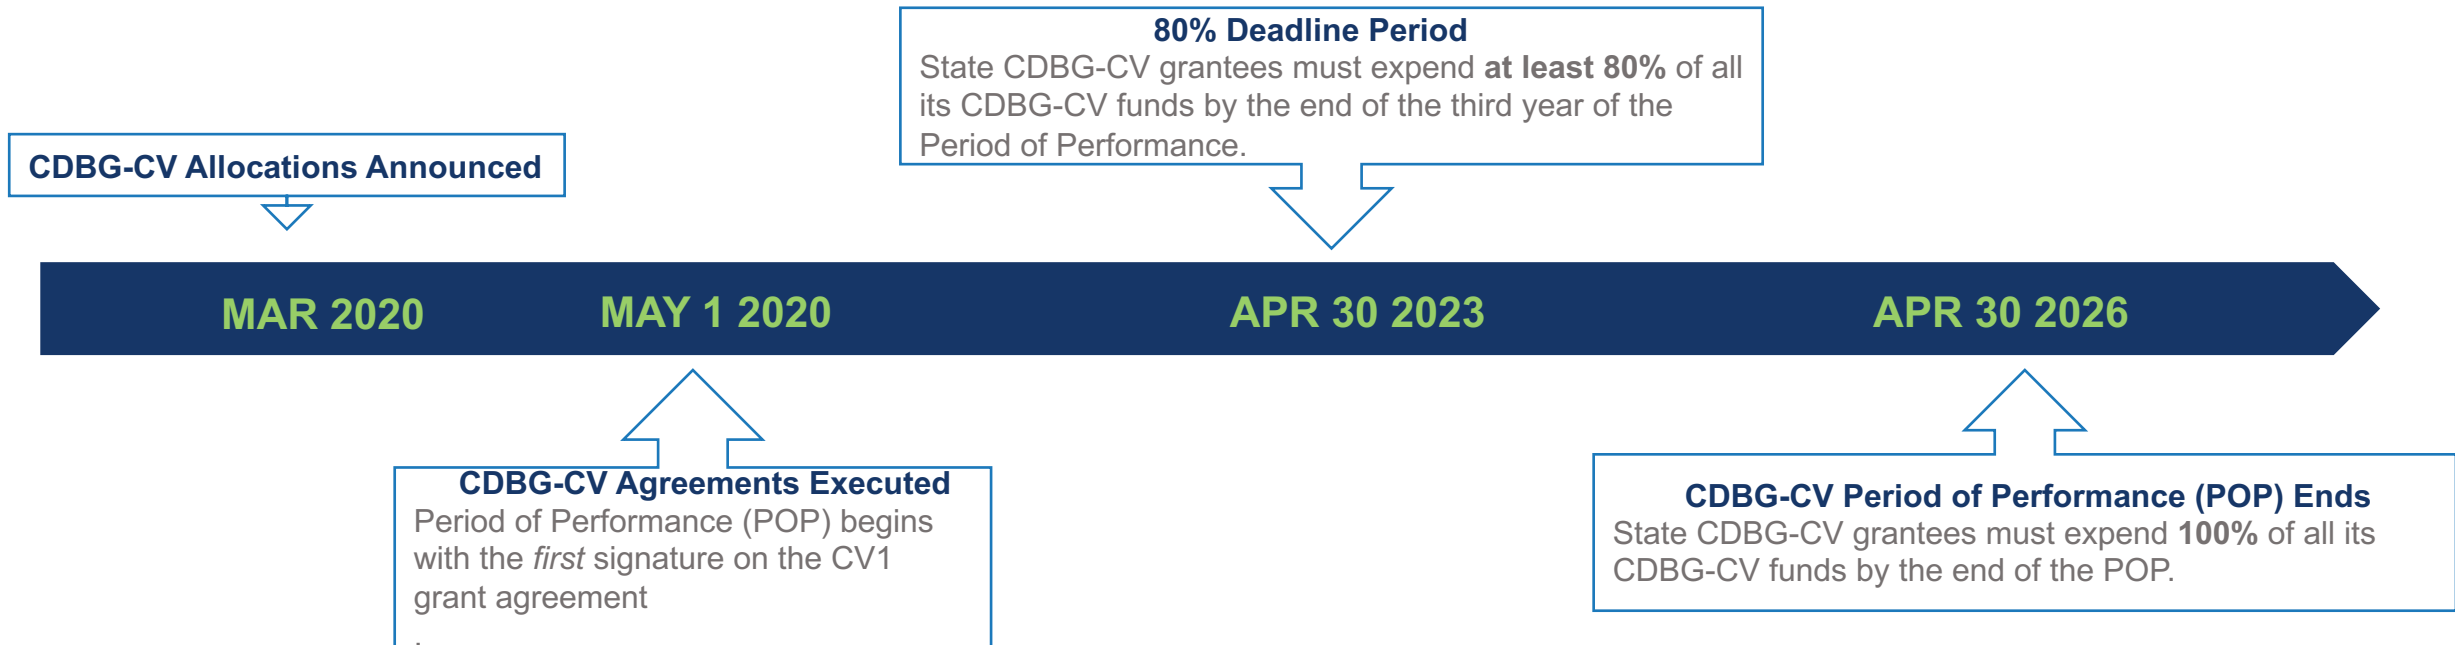 80% Deadline Period
State CDBG-CV grantees must expend at least 80% of all
its CDBG-CV funds by the end of the third year of the
Period of Performance.
CDBG-CV Allocations Announced
MAR 2020
MAY 1 2020
APR 30 2023
APR 30 2026
CDBG-CV Agreements Executed
Period of Performance (POP) begins
with the first signature on the CV1
grant agreement
.
CDBG-CV Period of Performance (POP) Ends
State CDBG-CV grantees must expend 100% of all its
CDBG-CV funds by the end of the POP.